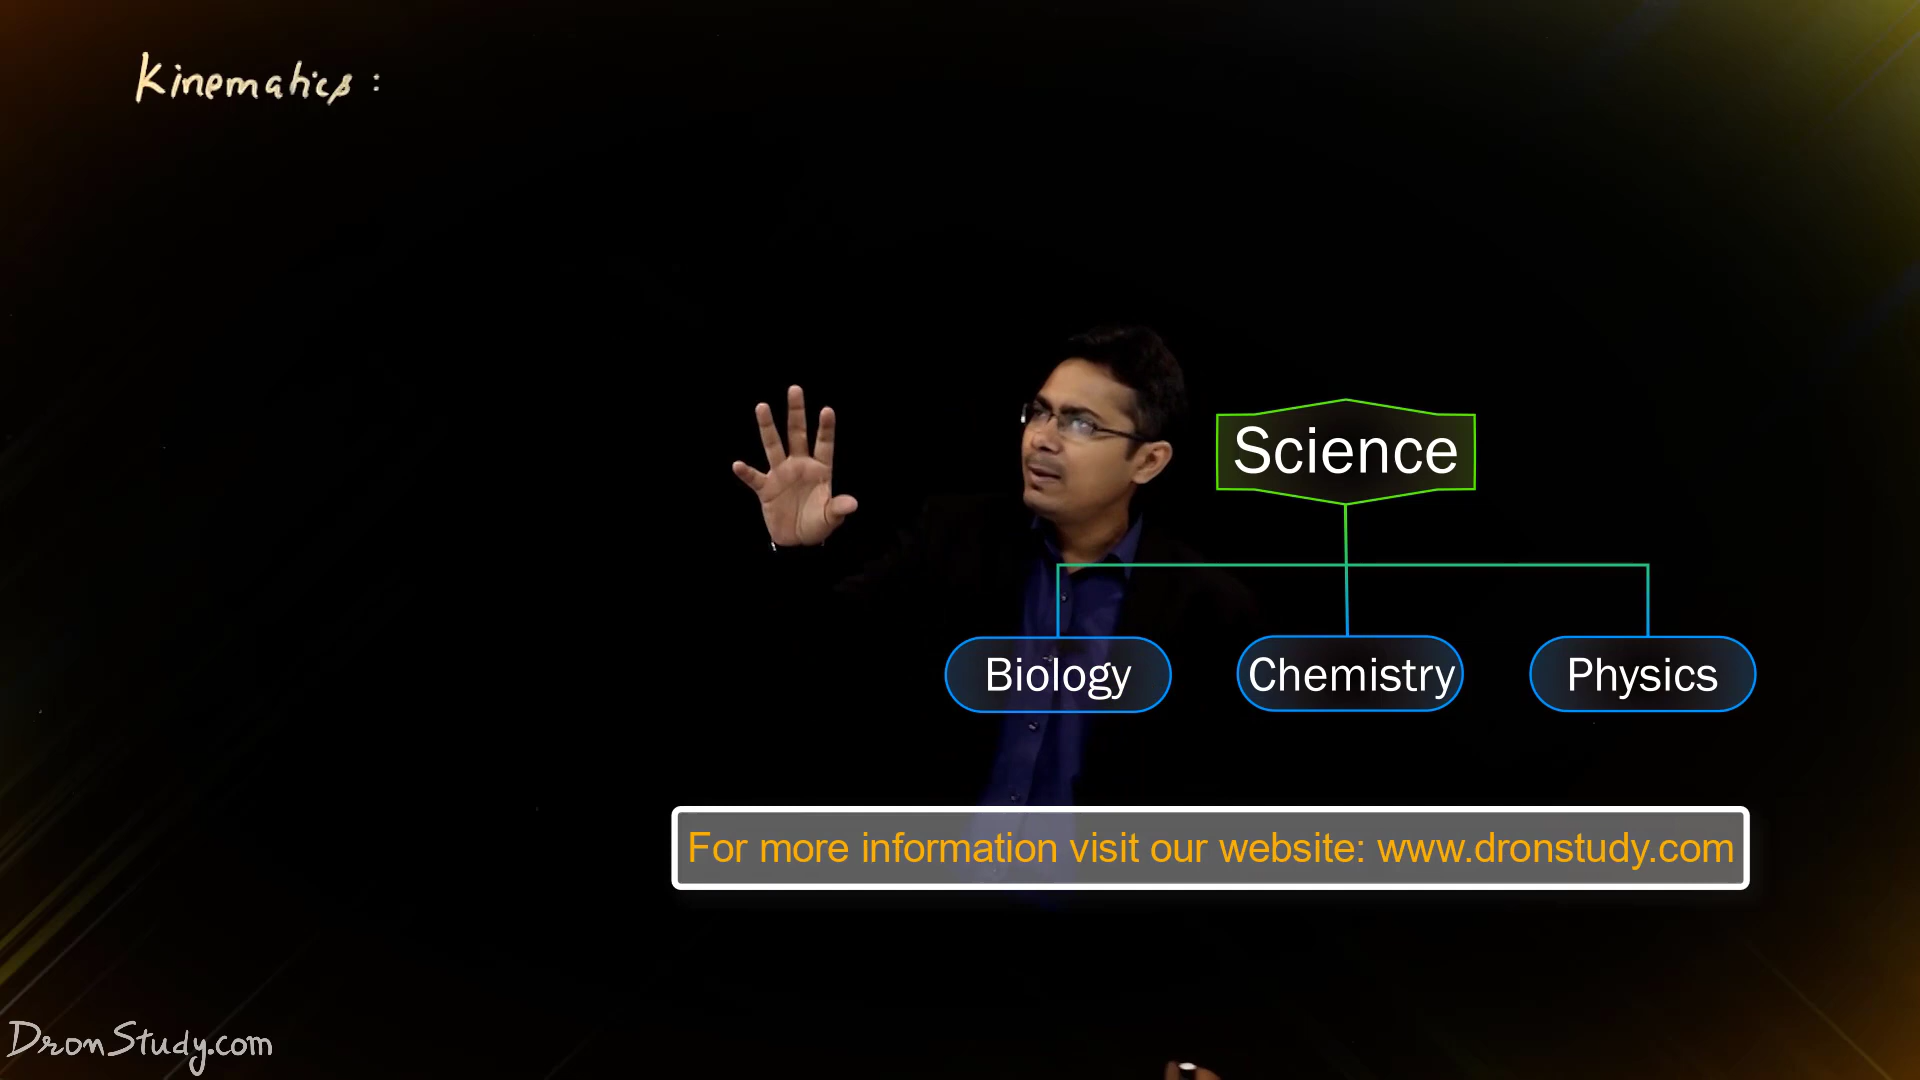 Kinematics :
Science
Biology
Chemistry
Physics
For more information visit our website: www.dronstudy.com
DronStudy.com